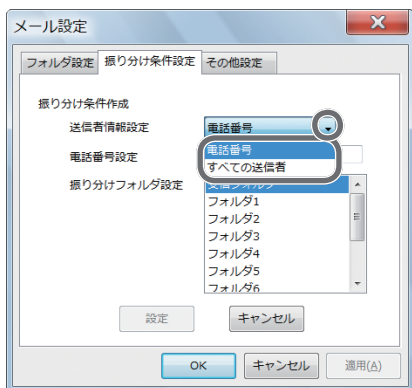 メール設定
フォルダ設定 振り分け条件設定 その他設定
振り分け条件作成
送信者情報設定 電話番号
電話番号
電話番号設定
すべての送信者
振り分けフォルダ設定 受信フォルダ
フォルダ1
フォルダ2
フォルダ3
フォルダ4
フォルダ5
フォルダ6
設定 キャンセル
OK キャンセル 適用(A)